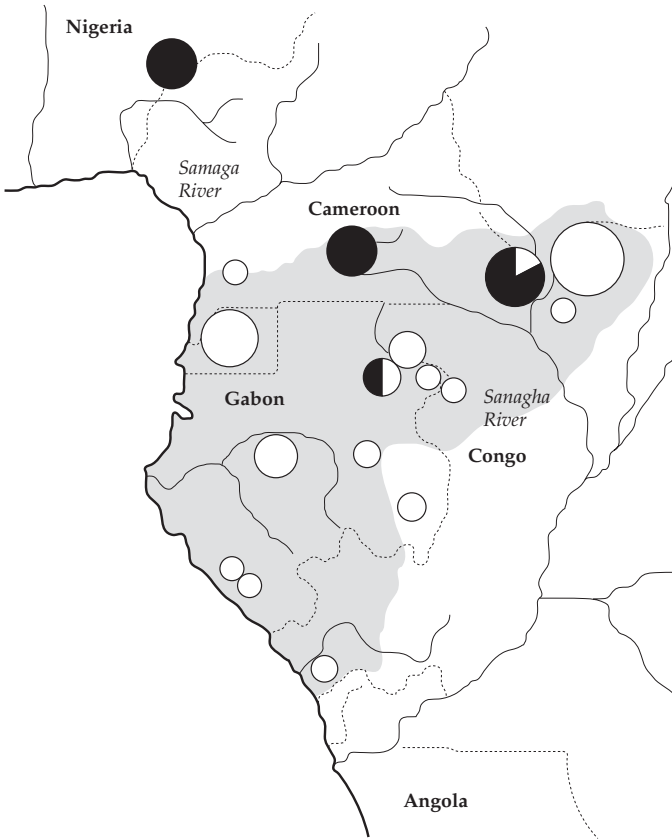 Nigeria
Samaga
River
Cameroon
Gabon
Sanagha
River
Congo
Angola